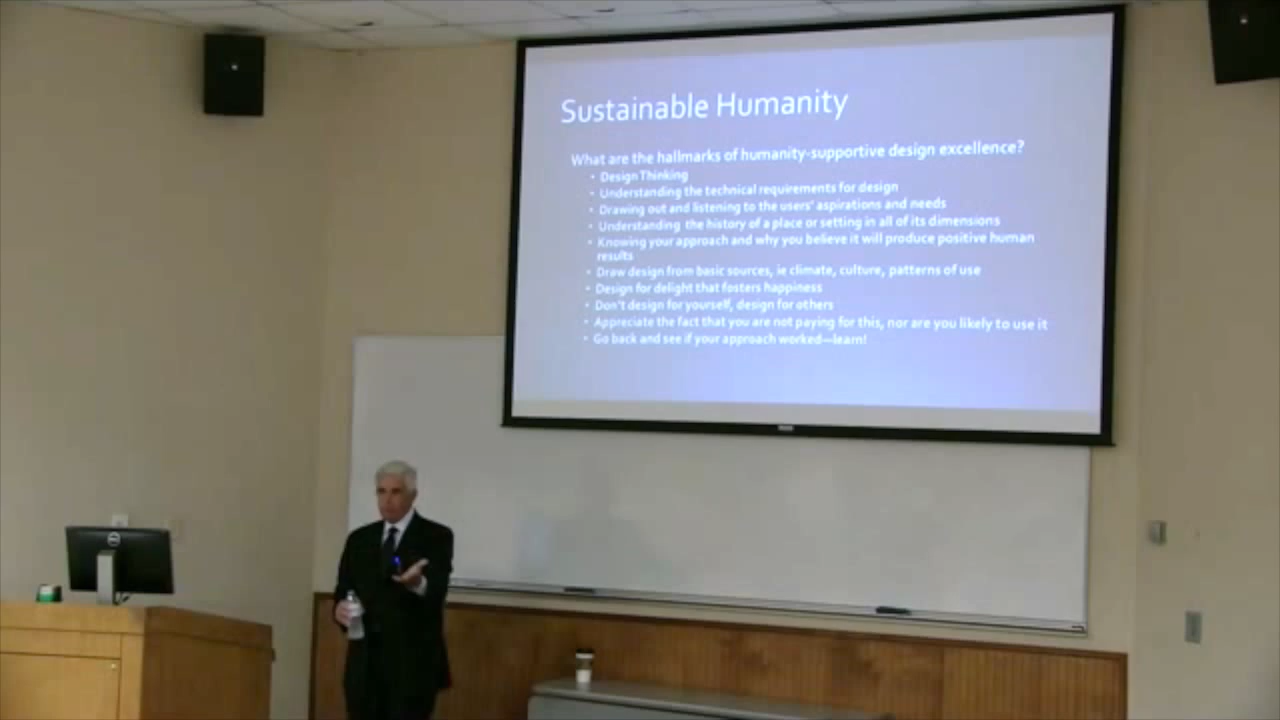 Sustainable Humanity
What are the hallmarks of humanity-supportive design excellence?
• Design Thinking
• Understanding the technical requirements for design
• Drawing out and listening to the users' aspirations and needs
• Understanding the history of a place or setting in all of its dimensions
• Knowing your approach and why you believe it will produce positive human
results
• Draw design from basic sources, ie climate, culture, patterns of use
• Design for delight that fosters happiness
• Don't design for yourself, design for others
• Appreciate the fact that you are not paying for this, nor are you likely to use it
• Go back and see if your approach worked—learn!
DELL